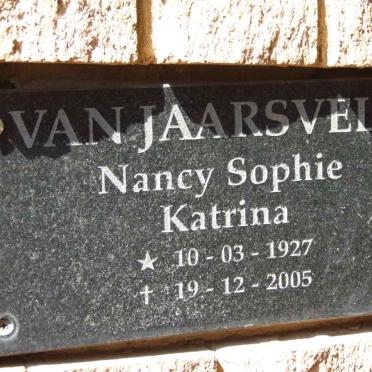 VAN JAARSVEL
Nancy Sophie
Katrina
★ 10 - 03 - 1927
† 19 - 12 - 2005